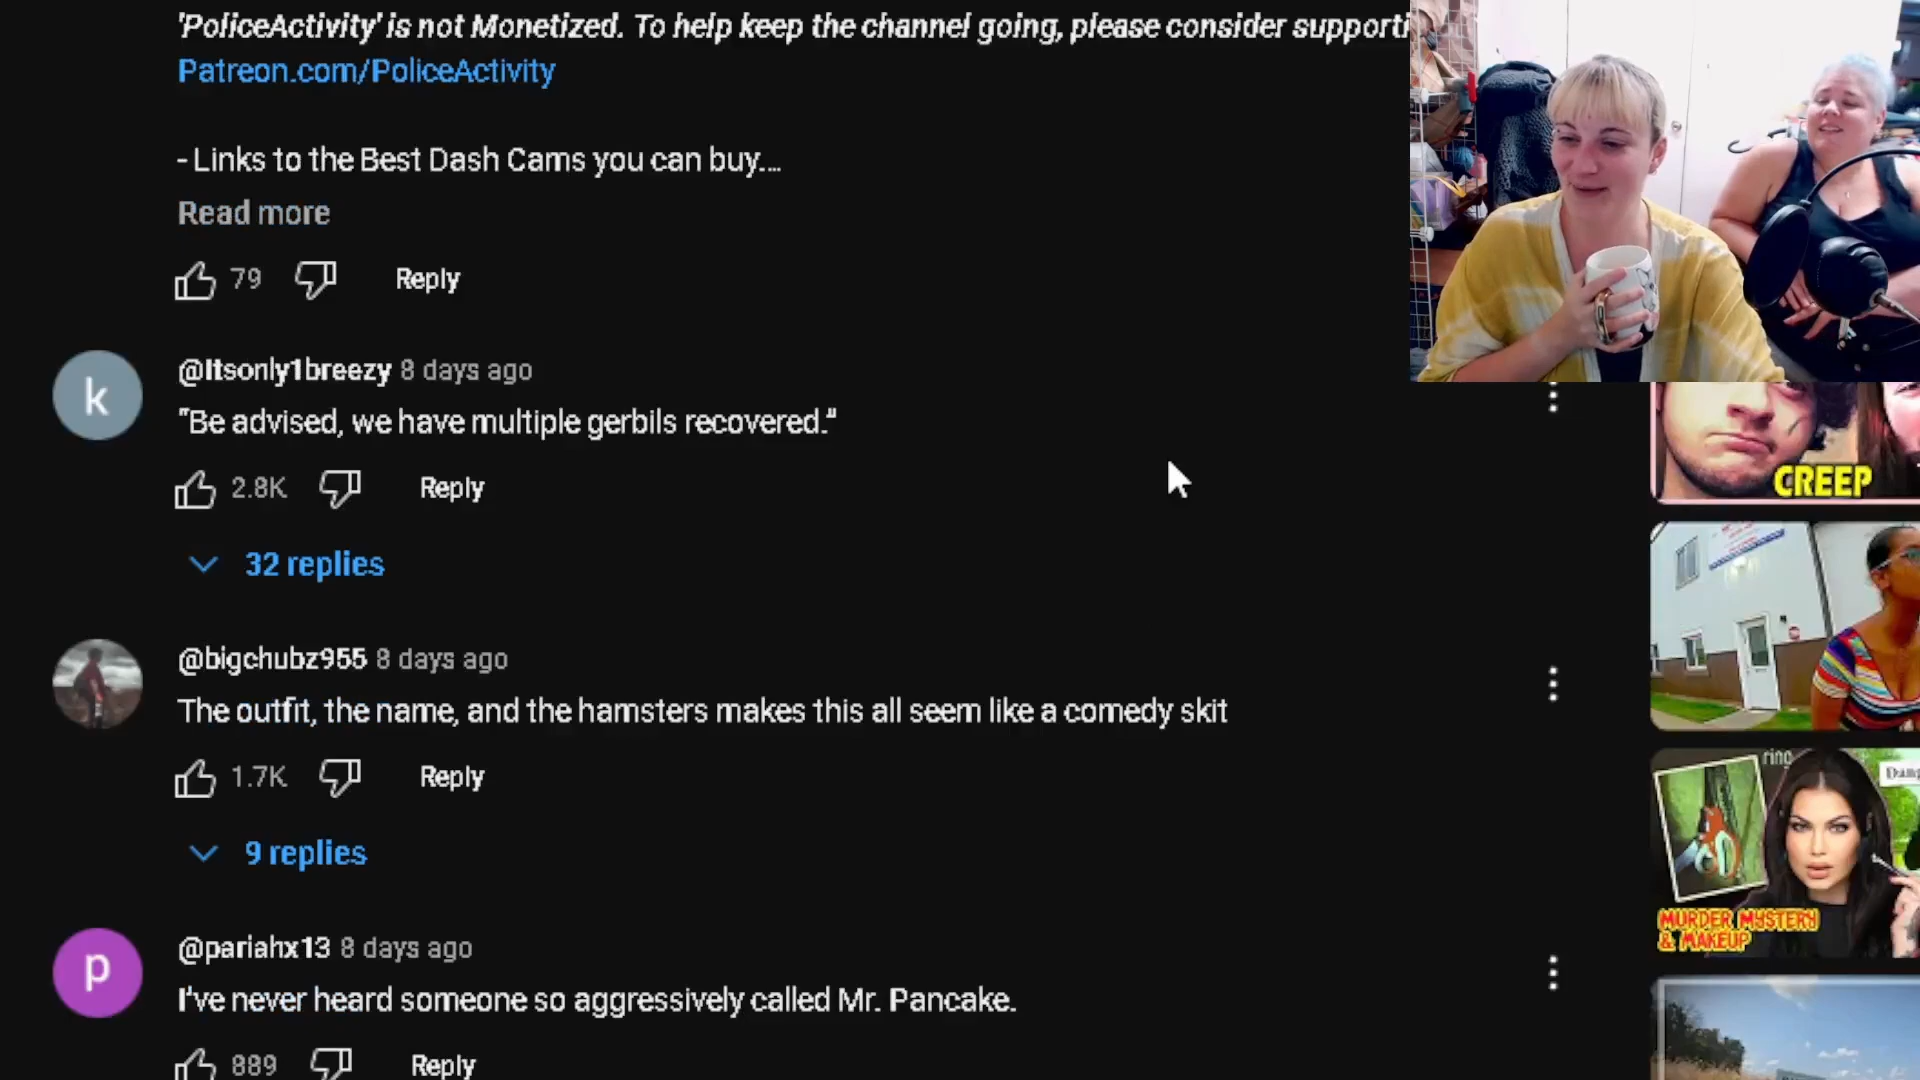 'PoliceActivity' is not Monetized. To help keep the channel going, please consider supporti
Patreon.com/PoliceActivity
- Links to the Best Dash Cams you can buy....
Read more
79
Reply
k
@Itsonly1breezy 8 days ago
"Be advised, we have multiple gerbils recovered."
2.8K
Reply
32 replies
@bigchubz955 8 days ago
The outfit, the name, and the hamsters makes this all seem like a comedy skit
1.7K
Reply
9 replies
p
@pariahx13 8 days ago
I've never heard someone so aggressively called Mr. Pancake.
889
Reply
CREEP
ring
MURDER MYSTERY
& MAKEUP